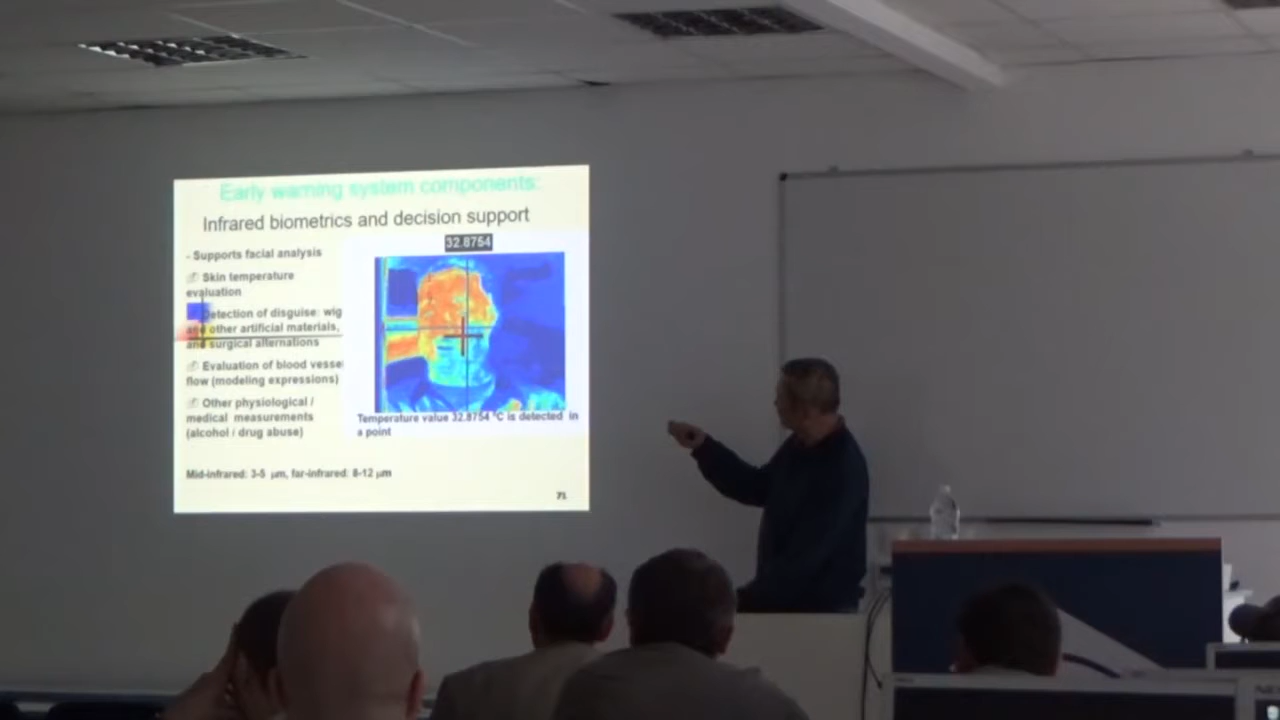 Early warning system components:
Infrared biometrics and decision support
- Supports facial analysis
Skin temperature
evaluation
Detection of disguise: wig
and other artificial materials,
and surgical alternations
Evaluation of blood vesse
flow (modeling expressions)
Other physiological /
medical measurements
(alcohol / drug abuse)
32.8754
Temperature value 32.8754 °C is detected in
a point
Mid-infrared: 3-5 μm, far-infrared: 8-12 μm
71